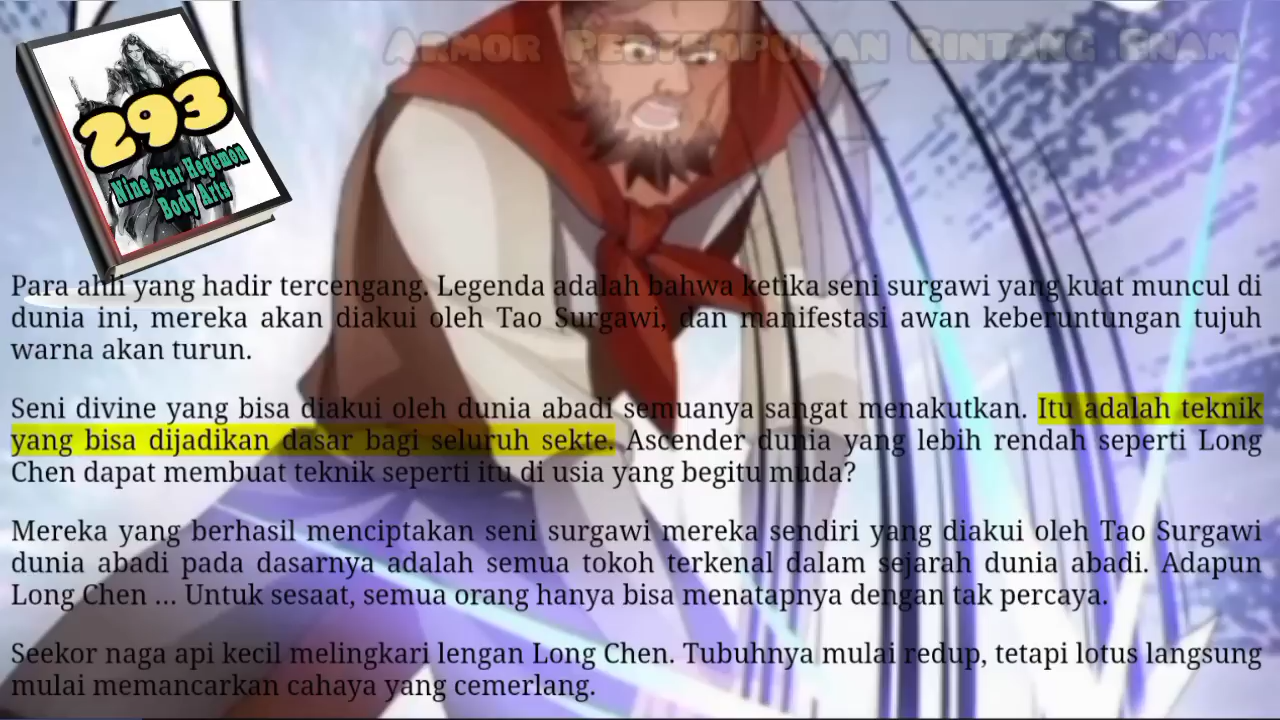 Armor Pertempuran Bintang Enam
293
Nine Star Hegemon
Body Arts
Para ahli yang hadir tercengang. Legenda adalah bahwa ketika seni surgawi yang kuat muncul di
dunia ini, mereka akan diakui oleh Tao Surgawi, dan manifestasi awan keberuntungan tujuh
warna akan turun.
Seni divine yang bisa diakui oleh dunia abadi semuanya sangat menakutkan. Itu adalah teknik
yang bisa dijadikan dasar bagi seluruh sekte. Ascender dunia yang lebih rendah seperti Long
Chen dapat membuat teknik seperti itu di usia yang begitu muda?
Mereka yang berhasil menciptakan seni surgawi mereka sendiri yang diakui oleh Tao Surgawi
dunia abadi pada dasarnya adalah semua tokoh terkenal dalam sejarah dunia abadi. Adapun
Long Chen ... Untuk sesaat, semua orang hanya bisa menatapnya dengan tak percaya.
Seekor naga api kecil melingkari lengan Long Chen. Tubuhnya mulai redup, tetapi lotus langsung
mulai memancarkan cahaya yang cemerlang.